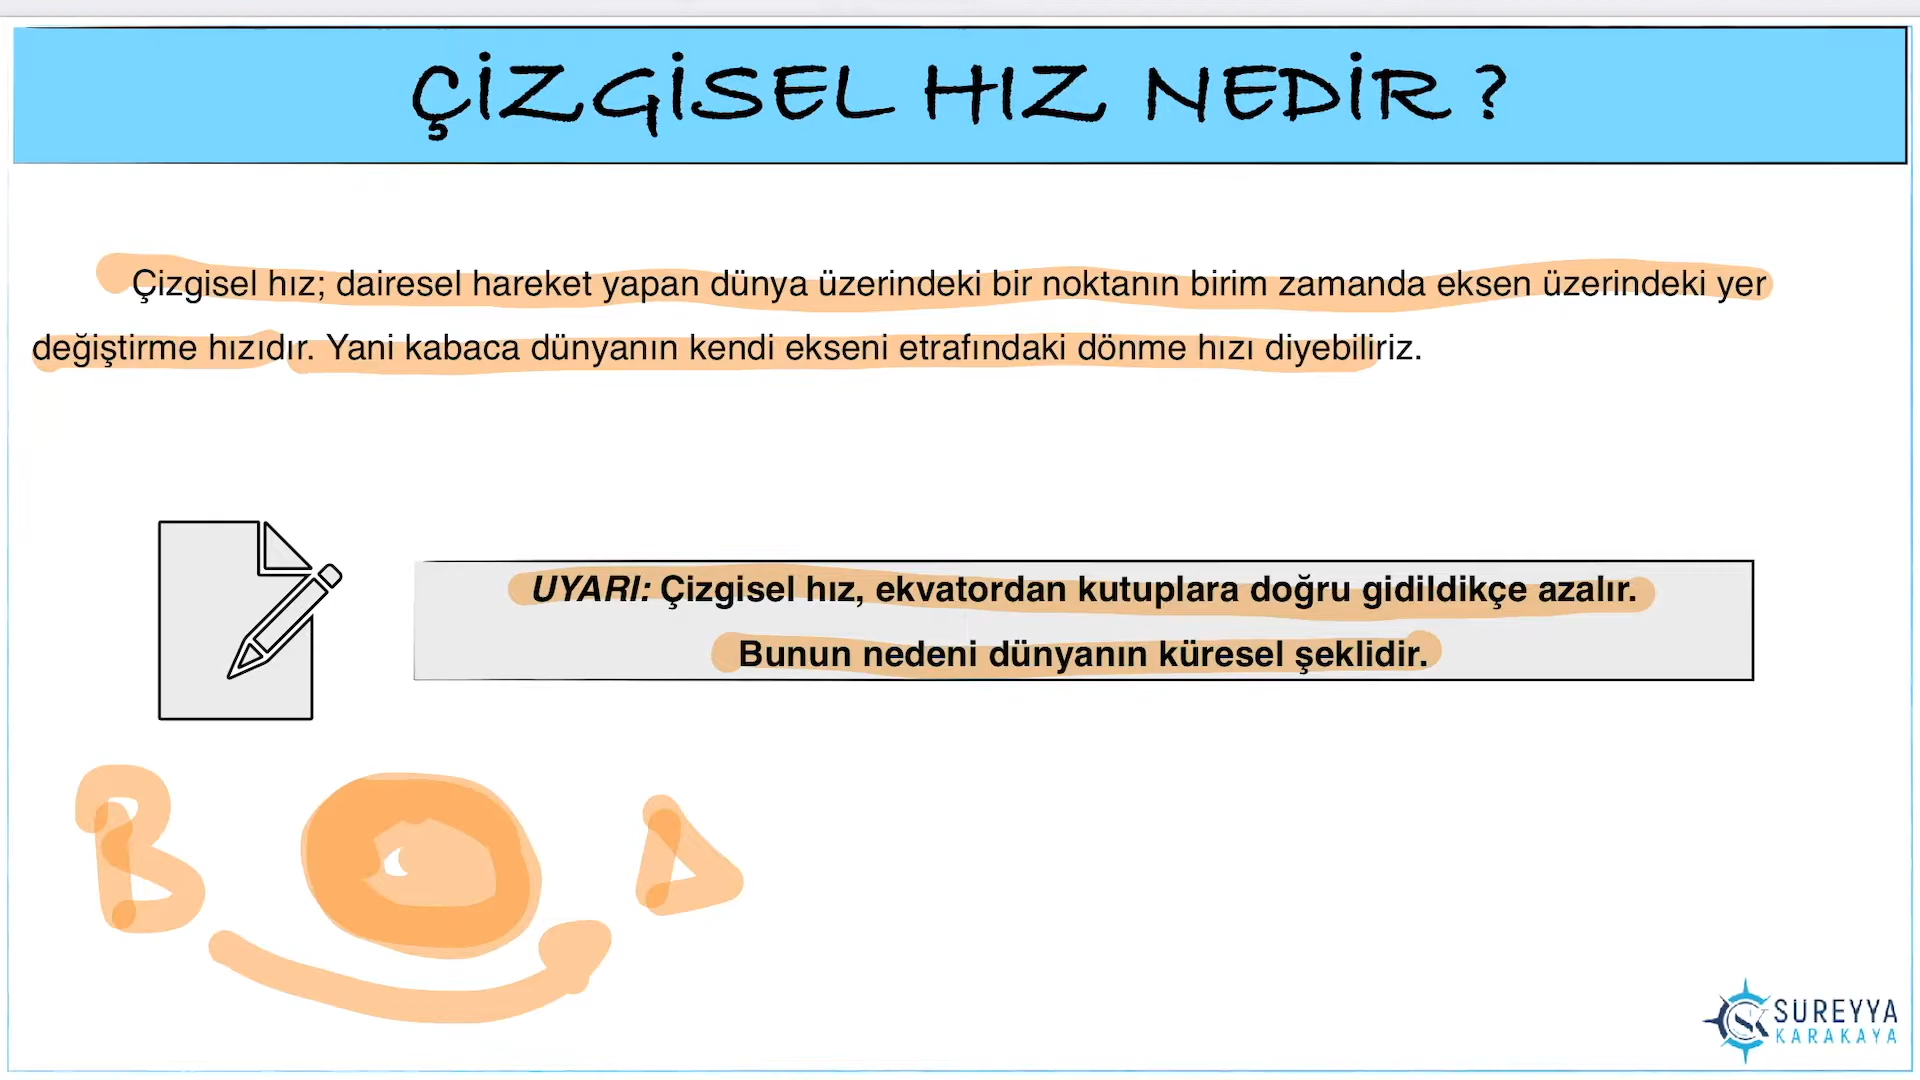 ÇİZGİSEL HIZ NEDİR ?
Çizgisel hız; dairesel hareket yapan dünya üzerindeki bir noktanın birim zamanda eksen üzerindeki yer
değiştirme hızıdır. Yani kabaca dünyanın kendi ekseni etrafındaki dönme hızı diyebiliriz.
UYARI: Çizgisel hız, ekvatordan kutuplara doğru gidildikçe azalır.
Bunun nedeni dünyanın küresel şeklidir.
B D
SUREYYA
KARAKAYA